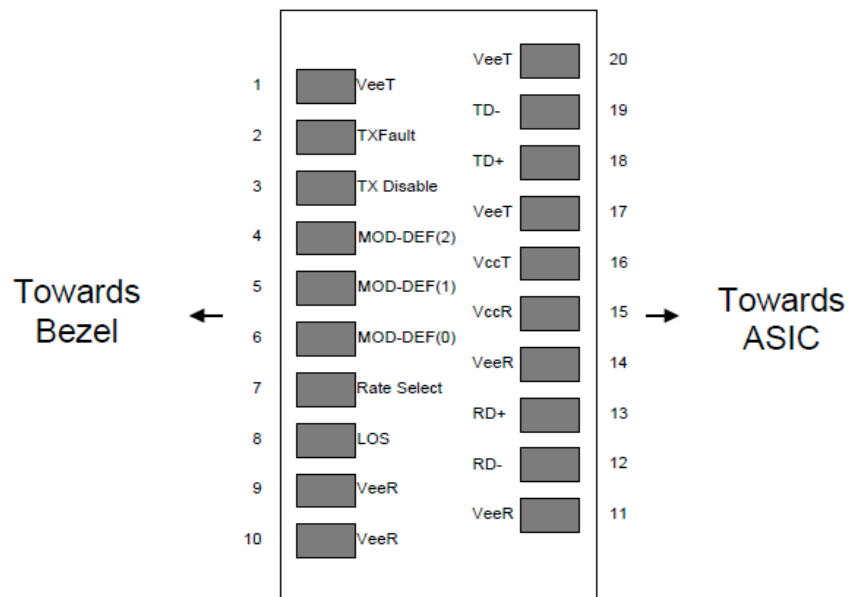 VeeT 20
1 VeeT
TD- 19
2 TXFault
TD+ 18
3 TX Disable
VeeT 17
4 MOD-DEF(2)
VccT 16
5 MOD-DEF(1)
VccR 15
6 MOD-DEF(0)
VeeR 14
7 Rate Select
RD+ 13
8 LOS
RD- 12
9 VeeR
VeeR 11
10 VeeR
Towards
Bezel
Towards
ASIC